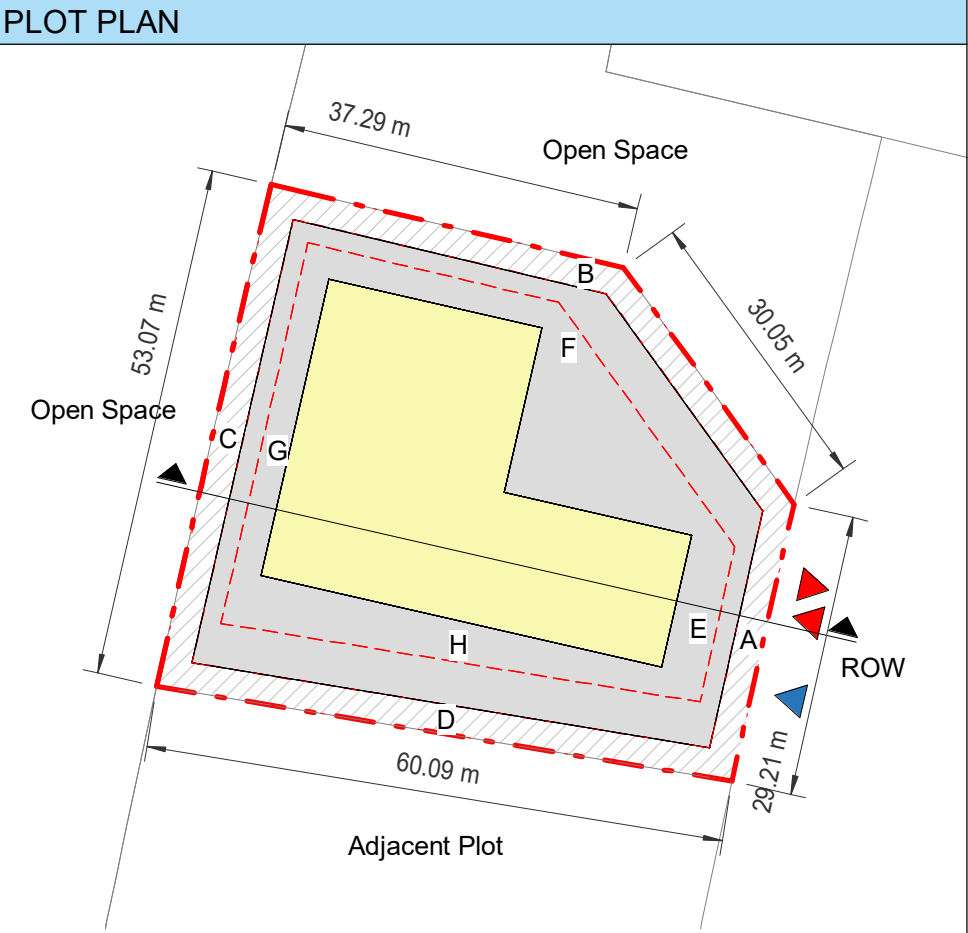 PLOT PLAN
37.29 m
Open Space
B
30.05 m
53.07 m
F
Open Space
C
G
E
A
H
ROW
D
29.21 m
60.09 m
Adjacent Plot